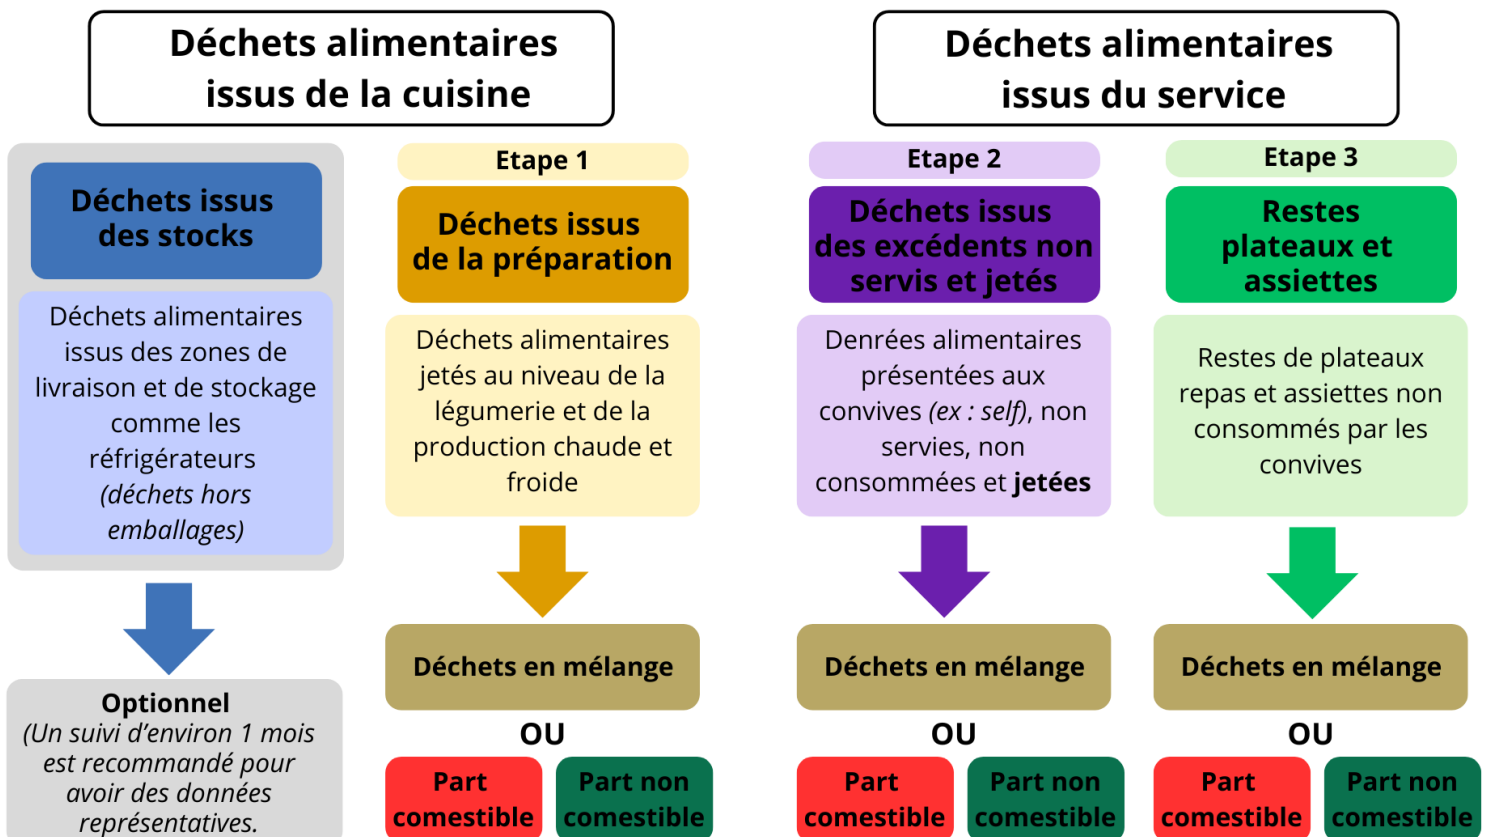 Déchets alimentaires
issus de la cuisine
Déchets issus
des stocks
Déchets alimentaires
issus des zones de
livraison et de stockage
comme les
réfrigérateurs
(déchets hors
emballages)
Optionnel
(Un suivi d’environ 1 mois
est recommandé pour
avoir des données
représentatives.
Etape 1
Déchets issus
de la préparation
Déchets alimentaires
jetés au niveau de la
légumerie et de la
production chaude et
froide
Déchets en mélange
OU
Part
comestible
Part non
comestible
Déchets alimentaires
issus du service
Etape 2
Déchets issus
des excédents non
servis et jetés
Denrées alimentaires
présentées aux
convives (ex : self), non
servies, non
consommées et jetées
Déchets en mélange
OU
Part
comestible
Part non
comestible
Etape 3
Restes
plateaux et
assiettes
Restes de plateaux
repas et assiettes non
consommés par les
convives
Déchets en mélange
OU
Part
comestible
Part non
comestible